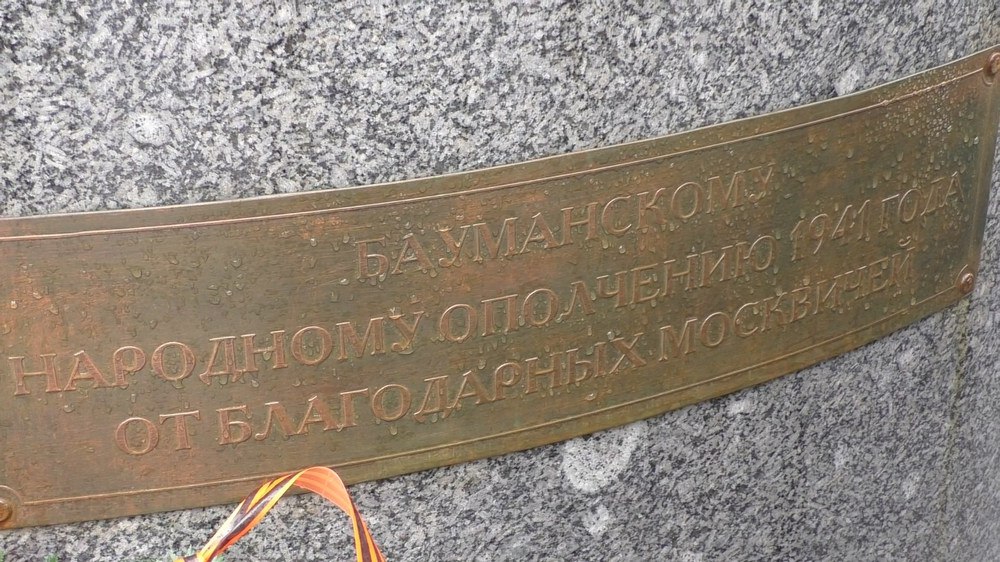 БАУМАНСКОМУ
НАРОДНОМУ ОПОЛЧЕНИЮ 1941 ГОДА
ОТ БЛАГОДАРНЫХ МОСКВИЧЕЙ